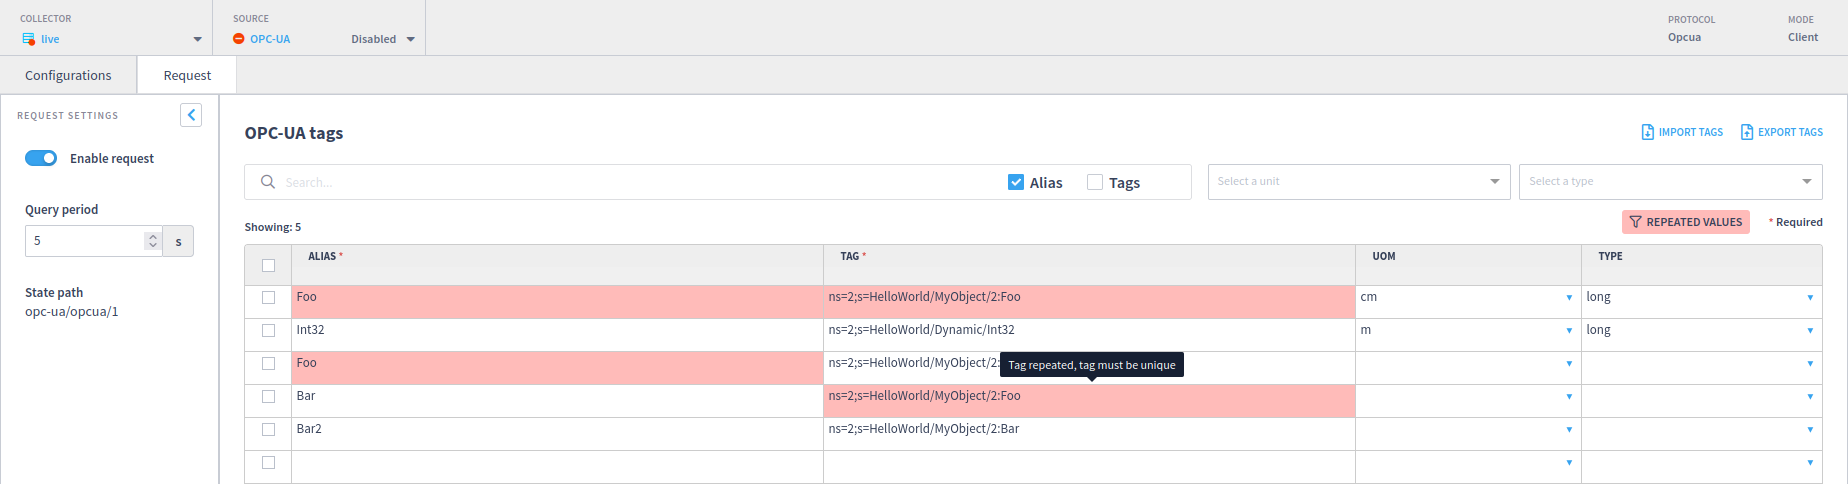 COLLECTOR
live
SOURCE
OPC-UA Disabled
PROTOCOL
Opcua
MODE
Client
Configurations Request
REQUEST SETTINGS
Enable request
Query period
5 s
State path
opc-ua/opcua/1
OPC-UA tags
IMPORT TAGS EXPORT TAGS
Search... Alias Tags Select a unit Select a type
Showing: 5 REPEATED VALUES * Required
ALIAS * TAG * UOM TYPE
Foo ns=2;s=HelloWorld/MyObject/2:Foo cm long
Int32 ns=2;s=HelloWorld/Dynamic/Int32 m long
Foo ns=2;s=HelloWorld/MyObject/2:
Tag repeated, tag must be unique
Bar ns=2;s=HelloWorld/MyObject/2:Foo
Bar2 ns=2;s=HelloWorld/MyObject/2:Bar